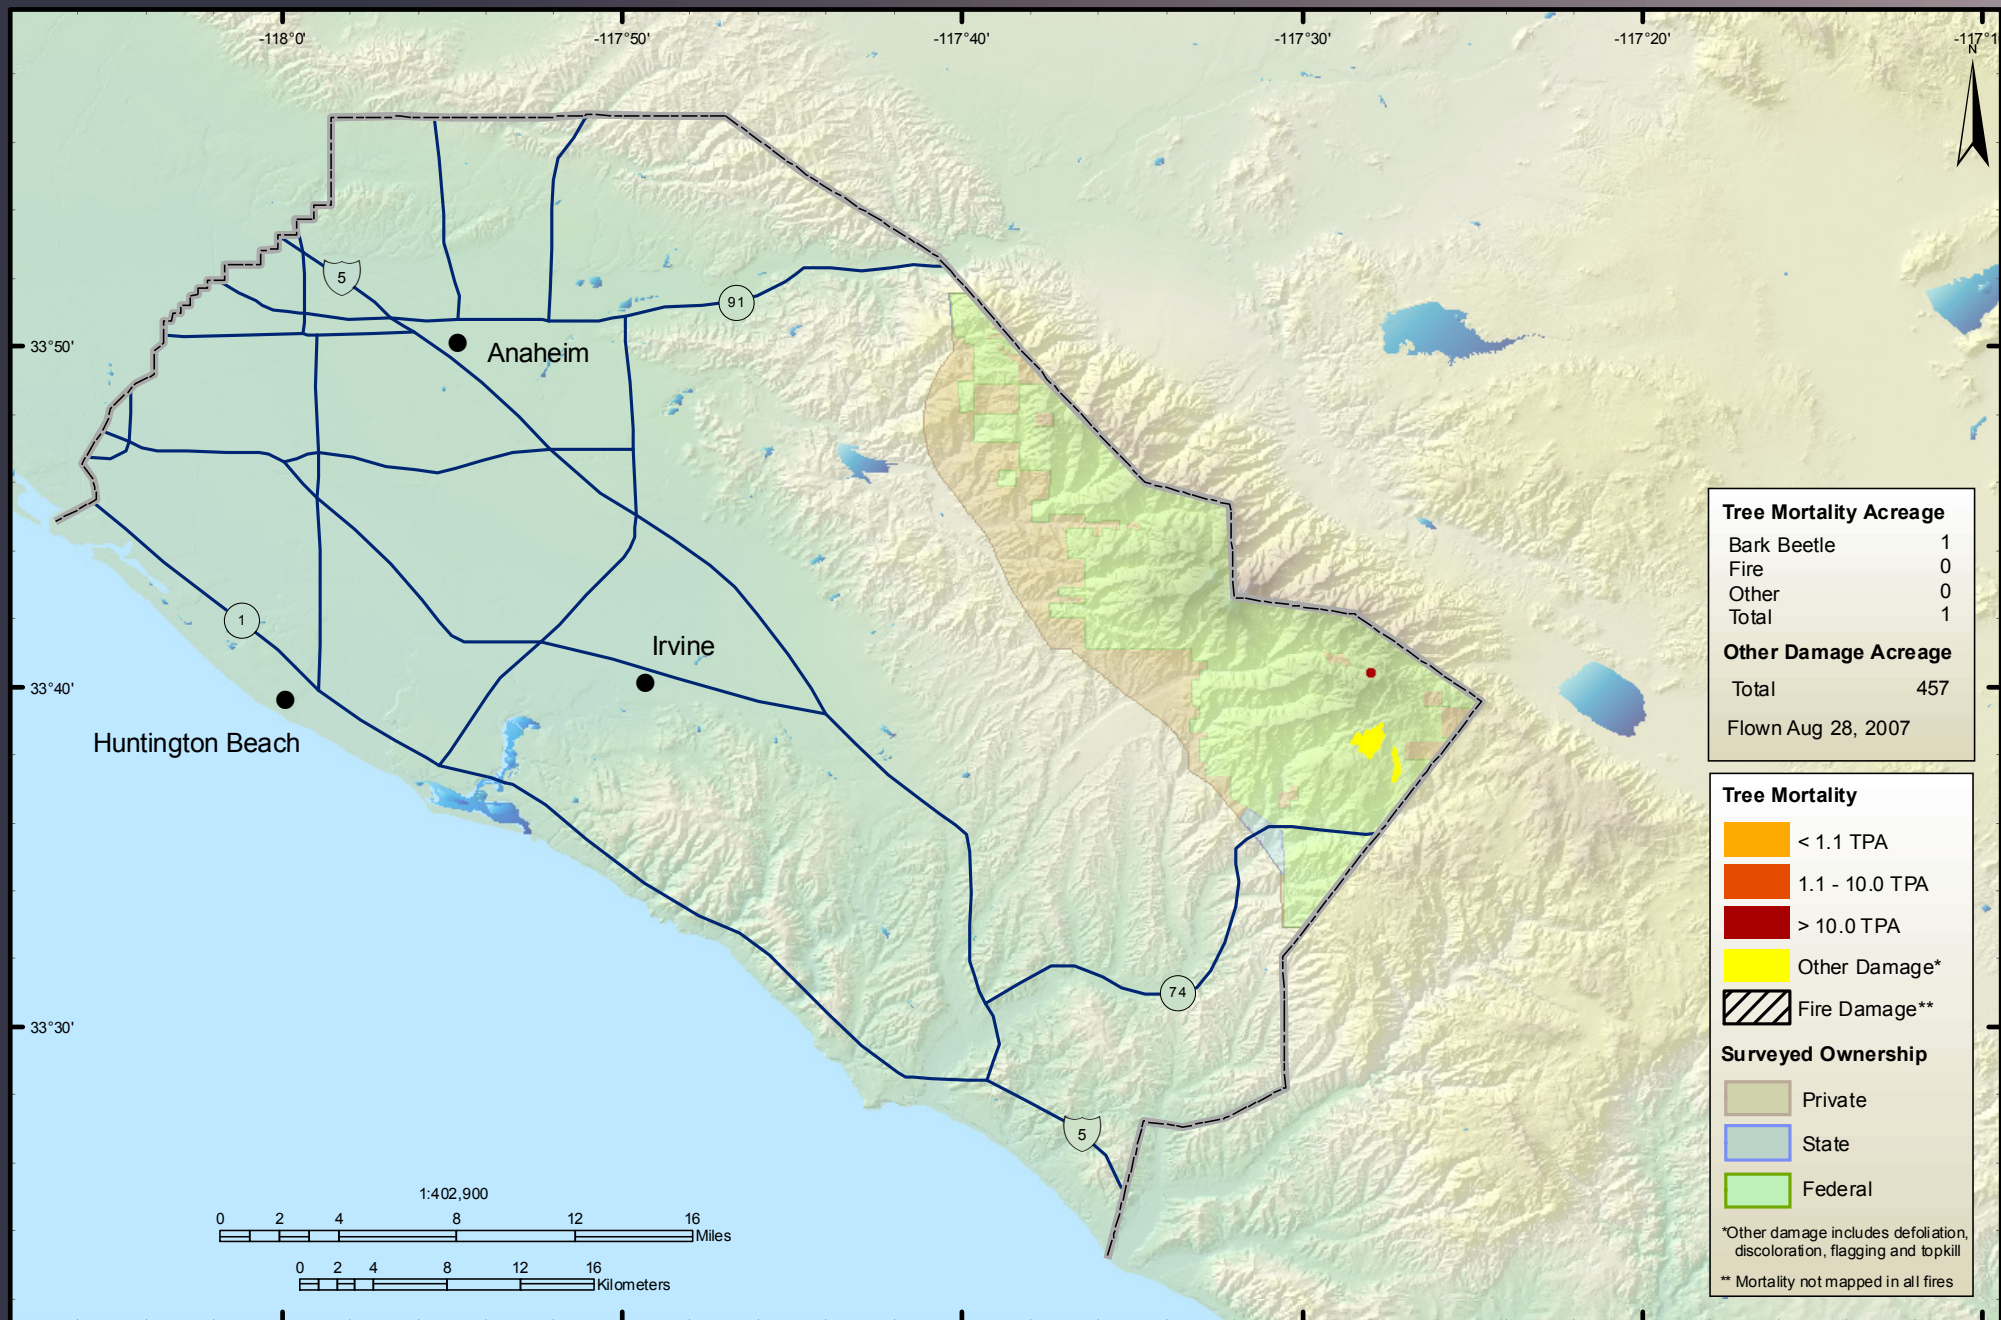 -118°0'
-117°50'
-117°40'
-117°30'
-117°20'
-117°1
N
5
91
33°50'
Anaheim
Tree Mortality Acreage
Bark Beetle 1
Fire 0
Other 0
Total 1
Other Damage Acreage
Total 457
Flown Aug 28, 2007
1
Irvine
33°40'
Huntington Beach
Tree Mortality
< 1.1 TPA
1.1 - 10.0 TPA
> 10.0 TPA
Other Damage*
Fire Damage**
74
33°30'
Surveyed Ownership
Private
State
Federal
5
*Other damage includes defoliation,
discoloration, flagging and topkill
** Mortality not mapped in all fires
1:402,900
0 2 4 8 12 16
Miles
0 2 4 8 12 16
Kilometers